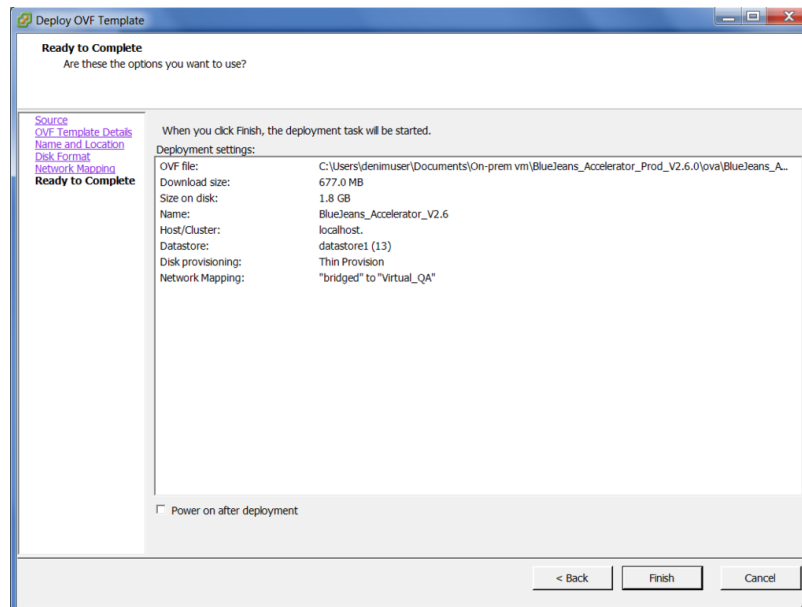 Deploy OVF Template
Ready to Complete
Are these the options you want to use?
Source
OVF Template Details
Name and Location
Disk Format
Network Mapping
Ready to Complete
When you click Finish, the deployment task will be started.
Deployment settings:
OVF file: C:\Users\denimuser\Documents\On-prem vm\BlueJeans_Accelerator_Prod_V2.6.0\ova\BlueJeans_A...
Download size: 677.0 MB
Size on disk: 1.8 GB
Name: BlueJeans_Accelerator_V2.6
Host/Cluster: localhost.
Datastore: datastore1 (13)
Disk provisioning: Thin Provision
Network Mapping: "bridged" to "Virtual_QA"
Power on after deployment
< Back Finish Cancel